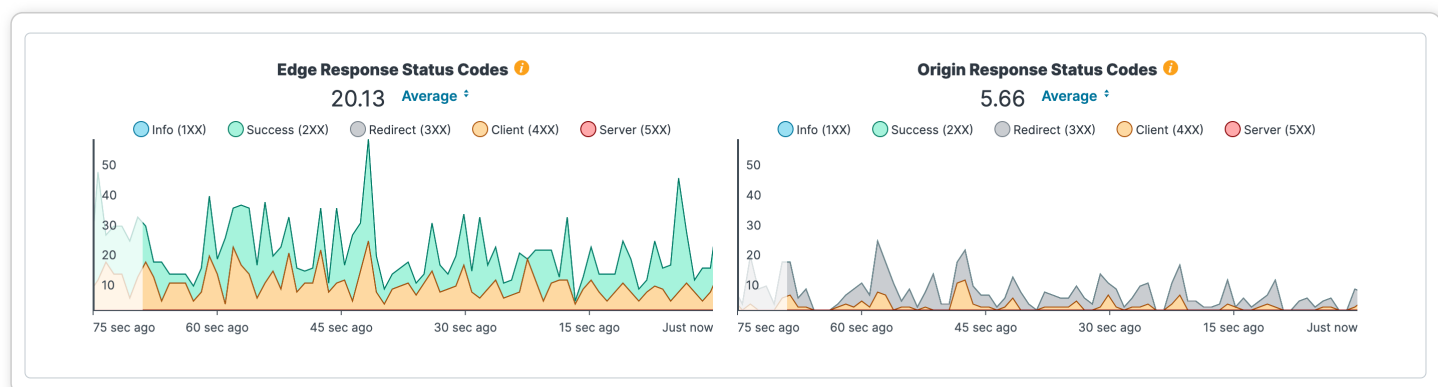 Edge Response Status Codes
20.13 Average
Info (1XX) Success (2XX) Redirect (3XX) Client (4XX) Server (5XX)
50
40
30
20
10
75 sec ago 60 sec ago 45 sec ago 30 sec ago 15 sec ago Just now
Origin Response Status Codes
5.66 Average
Info (1XX) Success (2XX) Redirect (3XX) Client (4XX) Server (5XX)
50
40
30
20
10
75 sec ago 60 sec ago 45 sec ago 30 sec ago 15 sec ago Just now